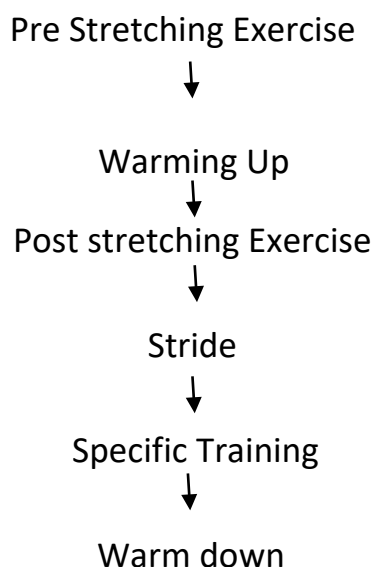 Pre Stretching Exercise
Warming Up
Post stretching Exercise
Stride
Specific Training
Warm down